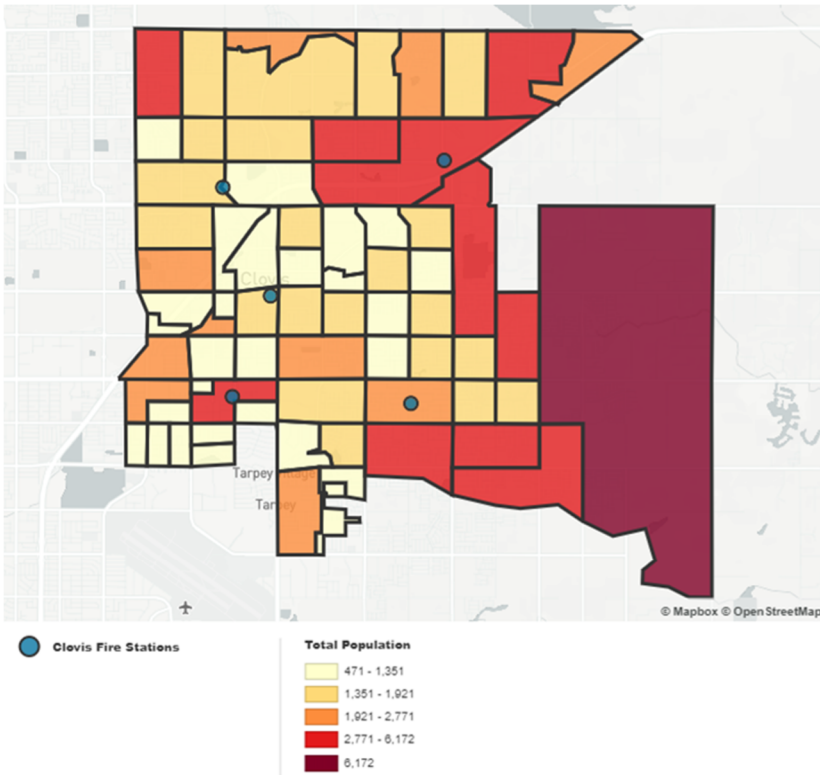 Clovis
Tarpey Village
Tarpey
© Mapbox © OpenStreetMap
Clovis Fire Stations
Total Population
471 - 1,351
1,351 - 1,921
1,921 - 2,771
2,771 - 6,172
6,172